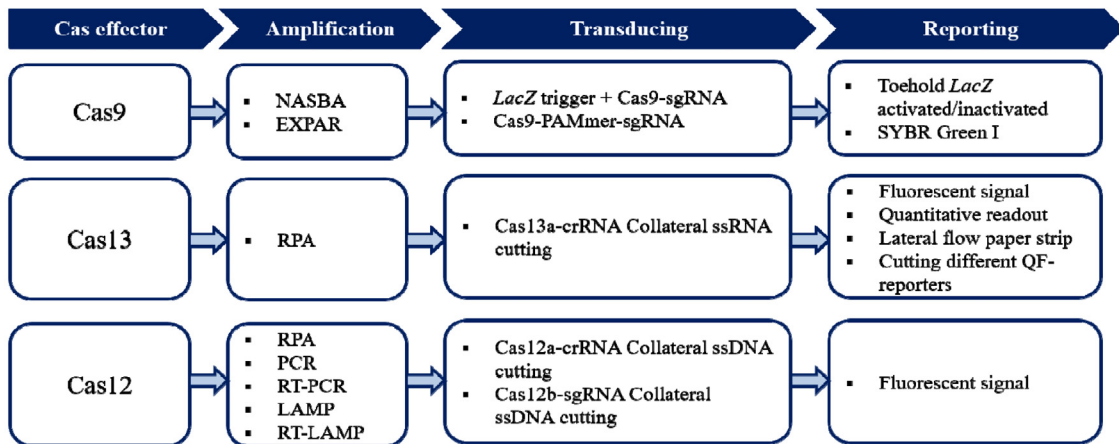 Cas effector
Amplification
Transducing
Reporting
Cas9
▪ NASBA
▪ EXPAR
▪ LacZ trigger + Cas9-sgRNA
▪ Cas9-PAMmer-sgRNA
▪ Toehold LacZ
activated/inactivated
▪ SYBR Green I
Cas13
▪ RPA
▪ Cas13a-crRNA Collateral ssRNA
cutting
▪ Fluorescent signal
▪ Quantitative readout
▪ Lateral flow paper strip
▪ Cutting different QF-
reporters
Cas12
▪ RPA
▪ PCR
▪ RT-PCR
▪ LAMP
▪ RT-LAMP
▪ Cas12a-crRNA Collateral ssDNA
cutting
▪ Cas12b-sgRNA Collateral
ssDNA cutting
▪ Fluorescent signal